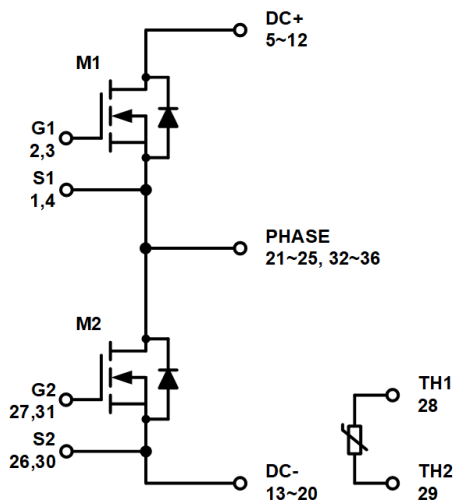 DC+
5~12
M1
G1
2,3
S1
1,4
PHASE
21~25, 32~36
M2
G2
27,31
S2
26,30
DC-
13~20
TH1
28
TH2
29